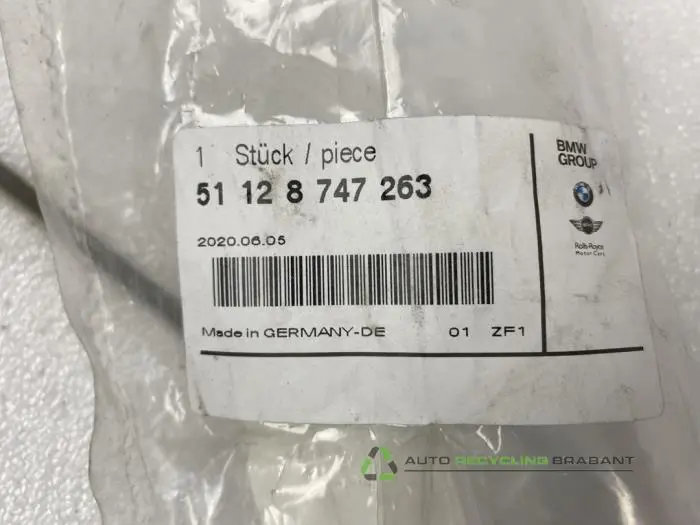 1 Stück / piece
51 12 8 747 263
2020.06.05
Made in GERMANY-DE 01 ZF1
BMW
GROUP
Rolls-Royce
Motor Cars
AUTO RECYCLING BRABANT